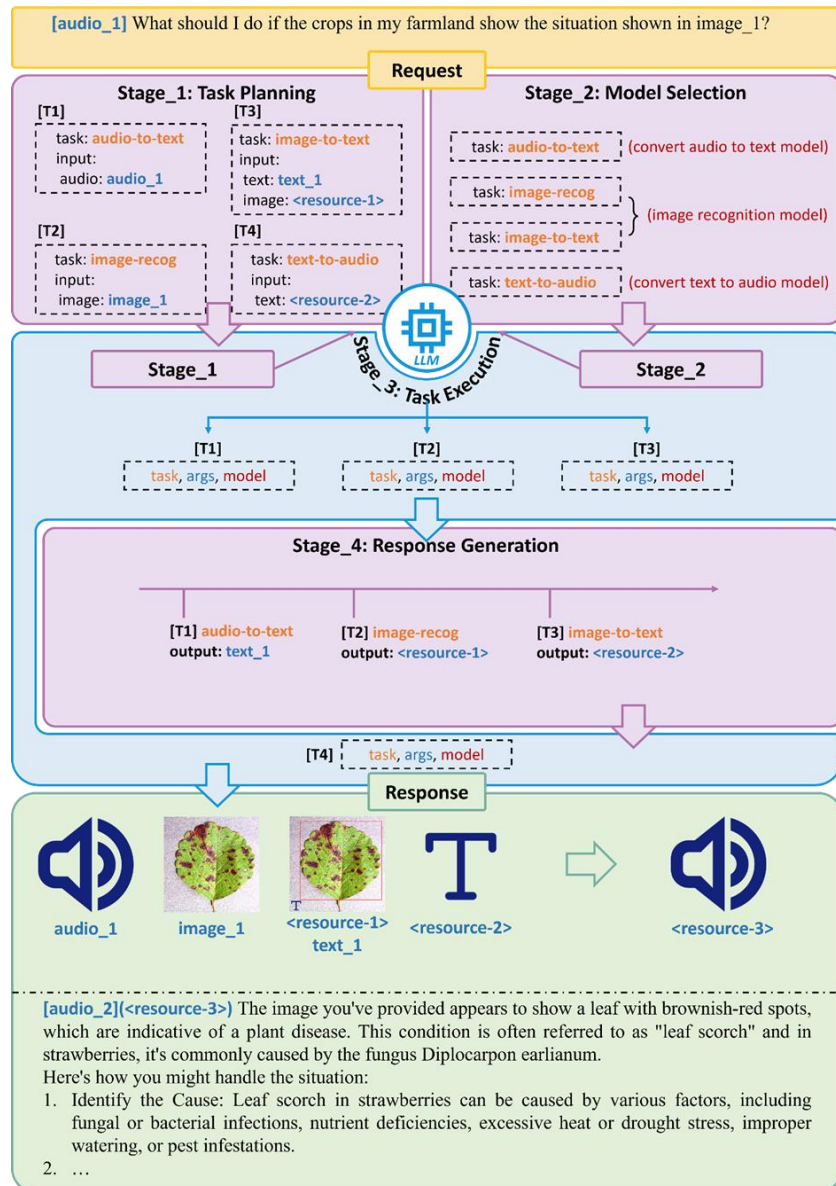 [audio_1] What should I do if the crops in my farmland show the situation shown in image_1?
Request
Stage_1: Task Planning
[T1]
task: audio-to-text
input:
audio: audio_1
[T3]
task: image-to-text
input:
text: text_1
image: <resource-1>
[T2]
task: image-recog
input:
image: image_1
[T4]
task: text-to-audio
input:
text: <resource-2>
Stage_2: Model Selection
task: audio-to-text (convert audio to text model)
task: image-recog
(image recognition model)
task: image-to-text
task: text-to-audio (convert text to audio model)
LLM
Stage_1
Stage_3: Task Execution
Stage_2
[T1] [T2] [T3]
task, args, model task, args, model task, args, model
Stage_4: Response Generation
[T1] audio-to-text [T2] image-recog [T3] image-to-text
output: text_1 output: <resource-1> output: <resource-2>
[T4] task, args, model
Response
T
T
audio_1 image_1 <resource-1> <resource-2> <resource-3>
text_1
[audio_2](<resource-3>) The image you've provided appears to show a leaf with brownish-red spots,
which are indicative of a plant disease. This condition is often referred to as "leaf scorch" and in
strawberries, it's commonly caused by the fungus Diplocarpon earlianum.
Here's how you might handle the situation:
1. Identify the Cause: Leaf scorch in strawberries can be caused by various factors, including
fungal or bacterial infections, nutrient deficiencies, excessive heat or drought stress, improper
watering, or pest infestations.
2. …